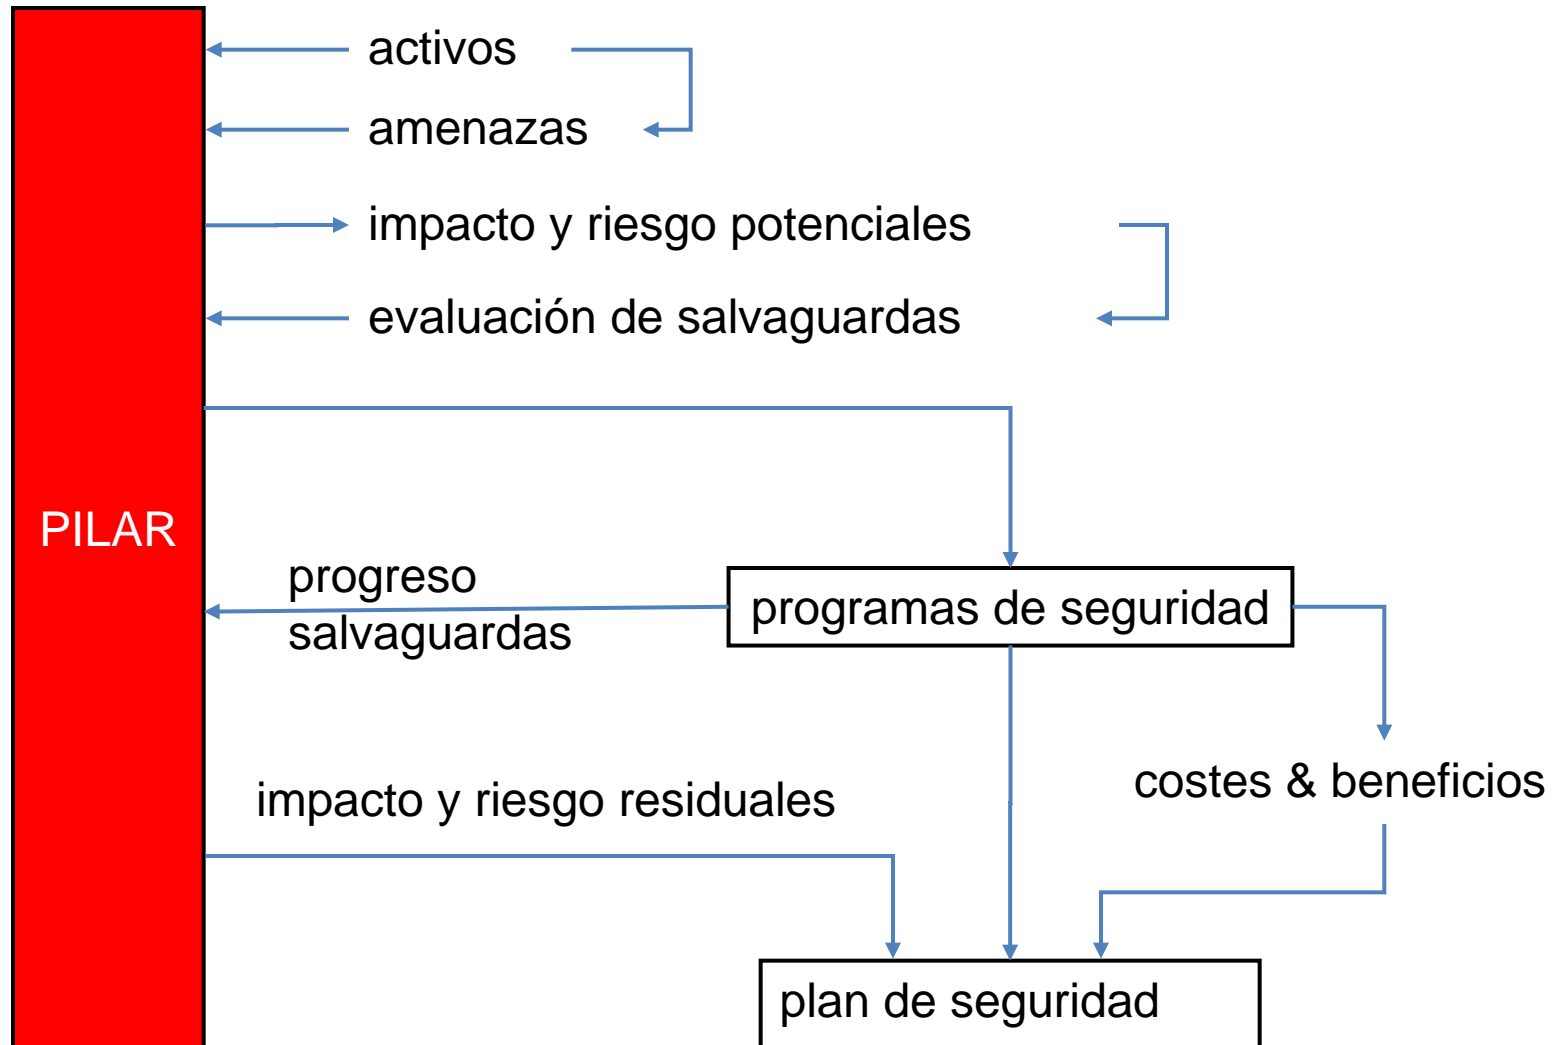 activos
amenazas
impacto y riesgo potenciales
evaluación de salvaguardas
PILAR
progreso
salvaguardas
programas de seguridad
costes & beneficios
impacto y riesgo residuales
plan de seguridad